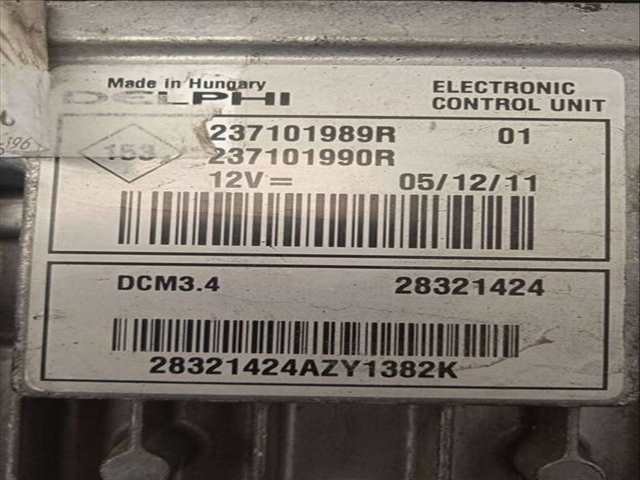 Made in Hungary
DELPHI
ELECTRONIC
CONTROL UNIT
237101989R 01
153
237101990R
12V= 05/12/11
DCM3.4 28321424
28321424AZY1382K